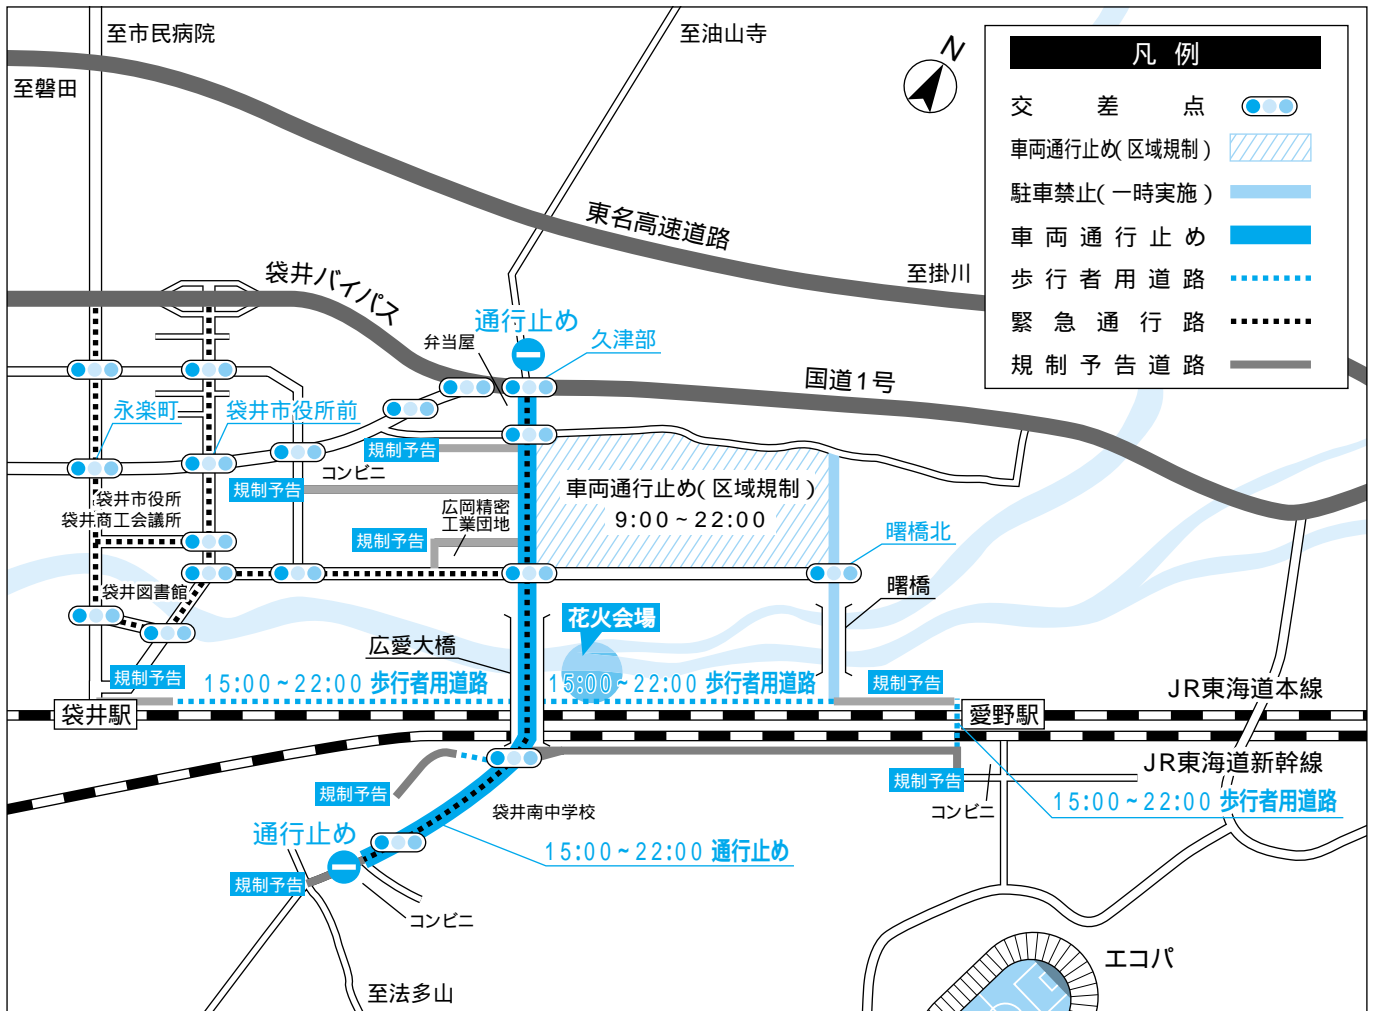 至市民病院
至油山寺
至磐田
N
凡例
交差点
車両通行止め(区域規制)
駐車禁止(一時実施)
車両通行止め
歩行者用道路
緊急通行路
規制予告道路
東名高速道路
至掛川
袋井バイパス
通行止め
弁当屋
久津部
国道1号
永楽町
袋井市役所前
規制予告
コンビニ
規制予告
車両通行止め(区域規制)
9:00~22:00
袋井市役所
袋井商工会議所
広岡精密
工業団地
規制予告
曙橋北
袋井図書館
曙橋
花火会場
広愛大橋
規制予告
15:00~22:00 歩行者用道路
15:00~22:00 歩行者用道路
規制予告
JR東海道本線
袋井駅
愛野駅
JR東海道新幹線
規制予告
規制予告
コンビニ
15:00~22:00 歩行者用道路
袋井南中学校
通行止め
15:00~22:00 通行止め
規制予告
コンビニ
エコパ
至法多山